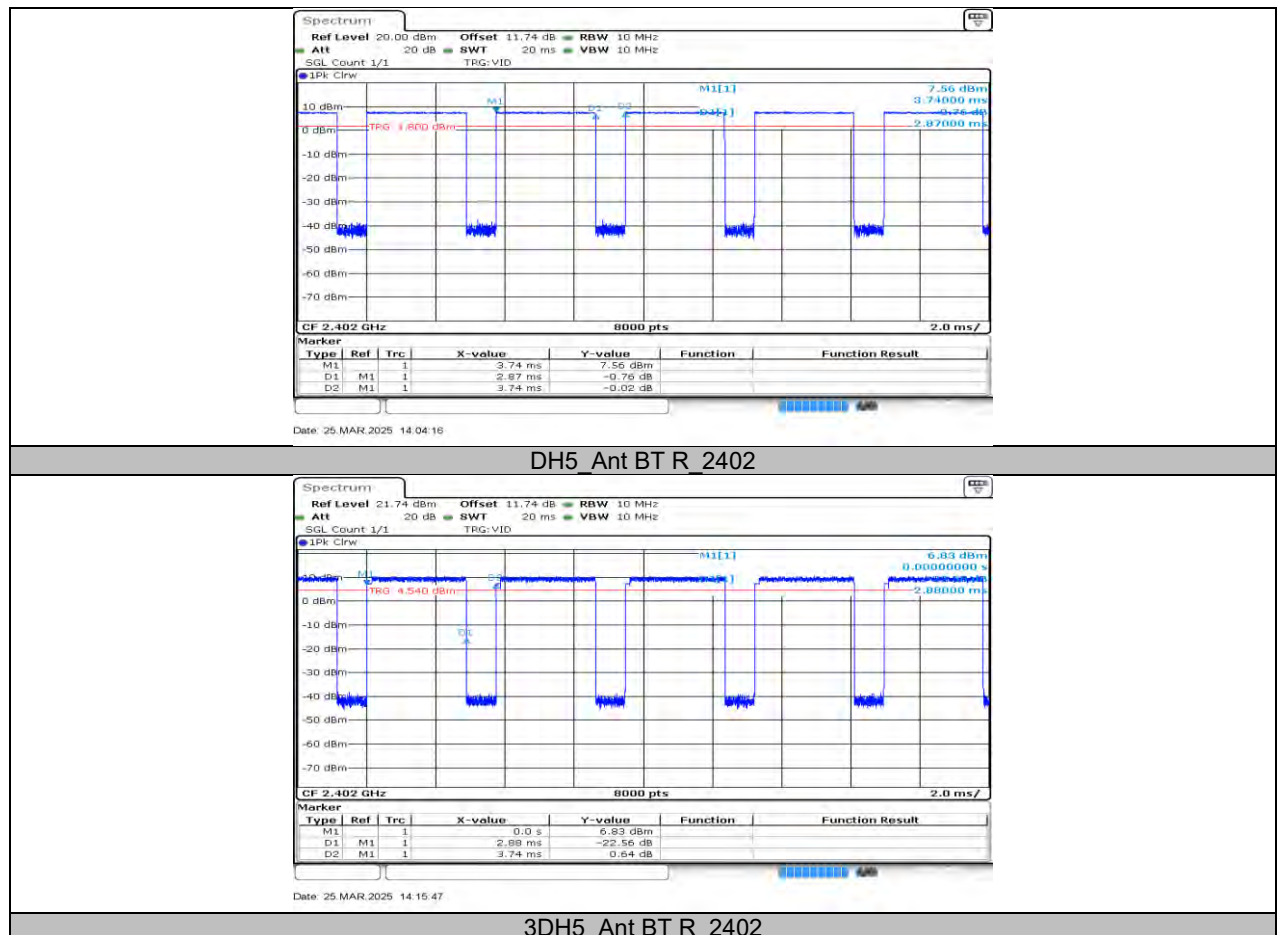 Spectrum
Ref Level 20.00 dBm Offset 11.74 dB RBW 10 MHz
Att 20 dB SWT 20 ms VBW 10 MHz
SGL Count 1/1 TRG:VID
1Pk Clrw
M1[1] 7.56 dBm
3.74000 ms
D1[1] -0.76 dB
2.87000 ms
M1 D1 D2
10 dBm
TRG 1.800 dBm
0 dBm
-10 dBm
-20 dBm
-30 dBm
-40 dBm
-50 dBm
-60 dBm
-70 dBm
CF 2.402 GHz 8000 pts 2.0 ms/
Marker
Type Ref Trc X-value Y-value Function Function Result
M1 1 3.74 ms 7.56 dBm
D1 M1 1 2.87 ms -0.76 dB
D2 M1 1 3.74 ms -0.02 dB
Date: 25.MAR.2025 14:04:16
DH5_Ant BT R_2402
Spectrum
Ref Level 21.74 dBm Offset 11.74 dB RBW 10 MHz
Att 20 dB SWT 20 ms VBW 10 MHz
SGL Count 1/1 TRG:VID
1Pk Clrw
M1[1] 6.83 dBm
0.00000000 s
2.88000 ms
M1 D2
10 dBm
TRG 4.540 dBm
0 dBm
-10 dBm
D1
-20 dBm
-30 dBm
-40 dBm
-50 dBm
-60 dBm
-70 dBm
CF 2.402 GHz 8000 pts 2.0 ms/
Marker
Type Ref Trc X-value Y-value Function Function Result
M1 1 0.0 s 6.83 dBm
D1 M1 1 2.88 ms -22.56 dB
D2 M1 1 3.74 ms 0.64 dB
Date: 25.MAR.2025 14:15:47
3DH5_Ant BT R_2402